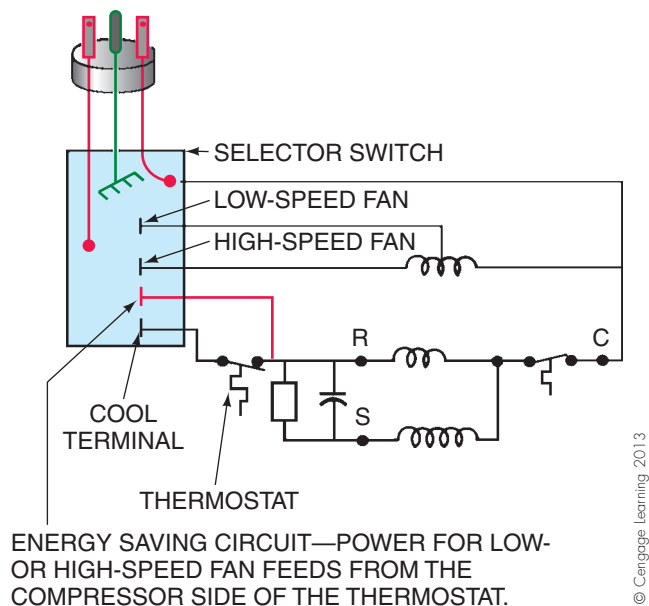 SELECTOR SWITCH
LOW-SPEED FAN
HIGH-SPEED FAN
R
C
S
COOL
TERMINAL
THERMOSTAT
ENERGY SAVING CIRCUIT—POWER FOR LOW-
OR HIGH-SPEED FAN FEEDS FROM THE
COMPRESSOR SIDE OF THE THERMOSTAT.
© Cengage Learning 2013